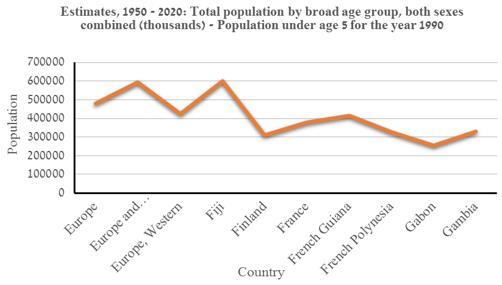 Estimates, 1950 - 2020: Total population by broad age group, both sexes
combined (thousands) - Population under age 5 for the year 1990
700000
600000
500000
400000
300000
200000
100000
0
Population
Europe
Europe and…
Europe, Western
Fiji
Finland
France
French Guiana
French Polynesia
Gabon
Gambia
Country